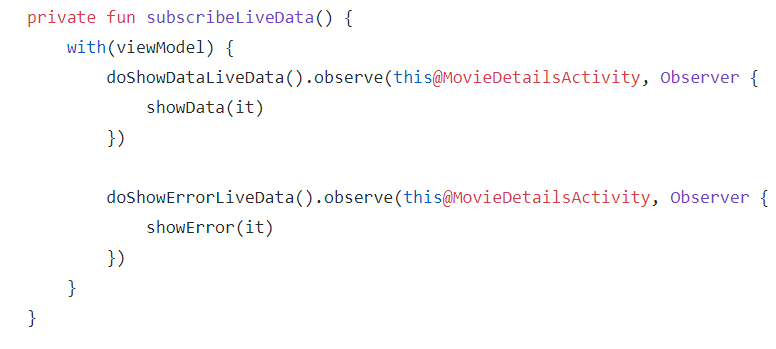 private fun subscribeLiveData() {
    with(viewModel) {
        doShowDataLiveData().observe(this@MovieDetailsActivity, Observer {
            showData(it)
        })

        doShowErrorLiveData().observe(this@MovieDetailsActivity, Observer {
            showError(it)
        })
    }
}